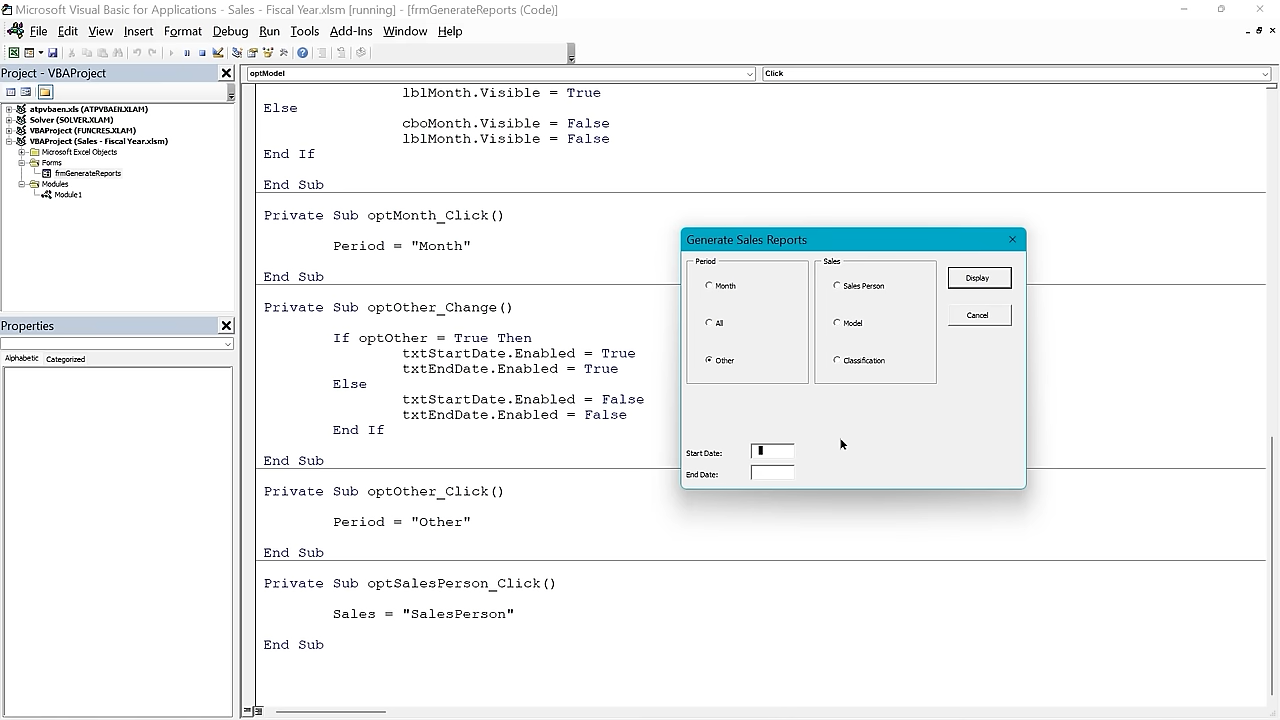 Microsoft Visual Basic for Applications - Sales - Fiscal Year.xlsm [running] - [frmGenerateReports (Code)]
File Edit View Insert Format Debug Run Tools Add-Ins Window Help
Project - VBAProject
optModel
Click
atpvbaen.xls (ATPVBAEN.XLAM)
Solver (SOLVER.XLAM)
VBAProject (FUNCRES.XLAM)
VBAProject (Sales - Fiscal Year.xlsm)
Microsoft Excel Objects
Forms
frmGenerateReports
Modules
Module1
Properties
Alphabetic Categorized
lblMonth.Visible = True
Else
cboMonth.Visible = False
lblMonth.Visible = False
End If
End Sub
Private Sub optMonth_Click()
Period = "Month"
End Sub
Private Sub optOther_Change()
If optOther = True Then
txtStartDate.Enabled = True
txtEndDate.Enabled = True
Else
txtStartDate.Enabled = False
txtEndDate.Enabled = False
End If
End Sub
Private Sub optOther_Click()
Period = "Other"
End Sub
Private Sub optSalesPerson_Click()
Sales = "SalesPerson"
End Sub
Generate Sales Reports
Period
Month
All
Other
Sales
Sales Person
Model
Classification
Display
Cancel
Start Date:
End Date: